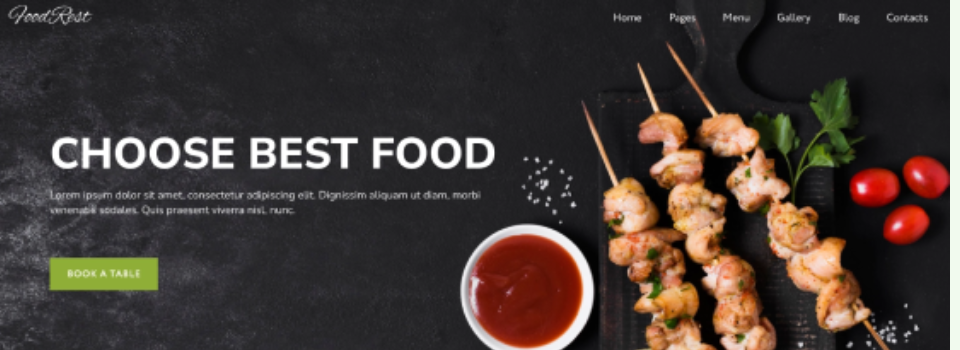 FoodRest
Home Pages Menu Gallery Blog Contacts
CHOOSE BEST FOOD
Lorem ipsum dolor sit amet, consectetur adipiscing elit. Dignissim aliquam ut diam, morbi
venenatis sodales. Quis praesent viverra nisl, nunc.
BOOK A TABLE